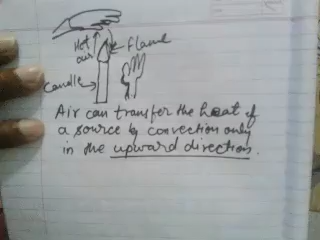 Hot
air
Flame
Candle
Air can transfer the heat of
a source by convection only
in the upward direction.